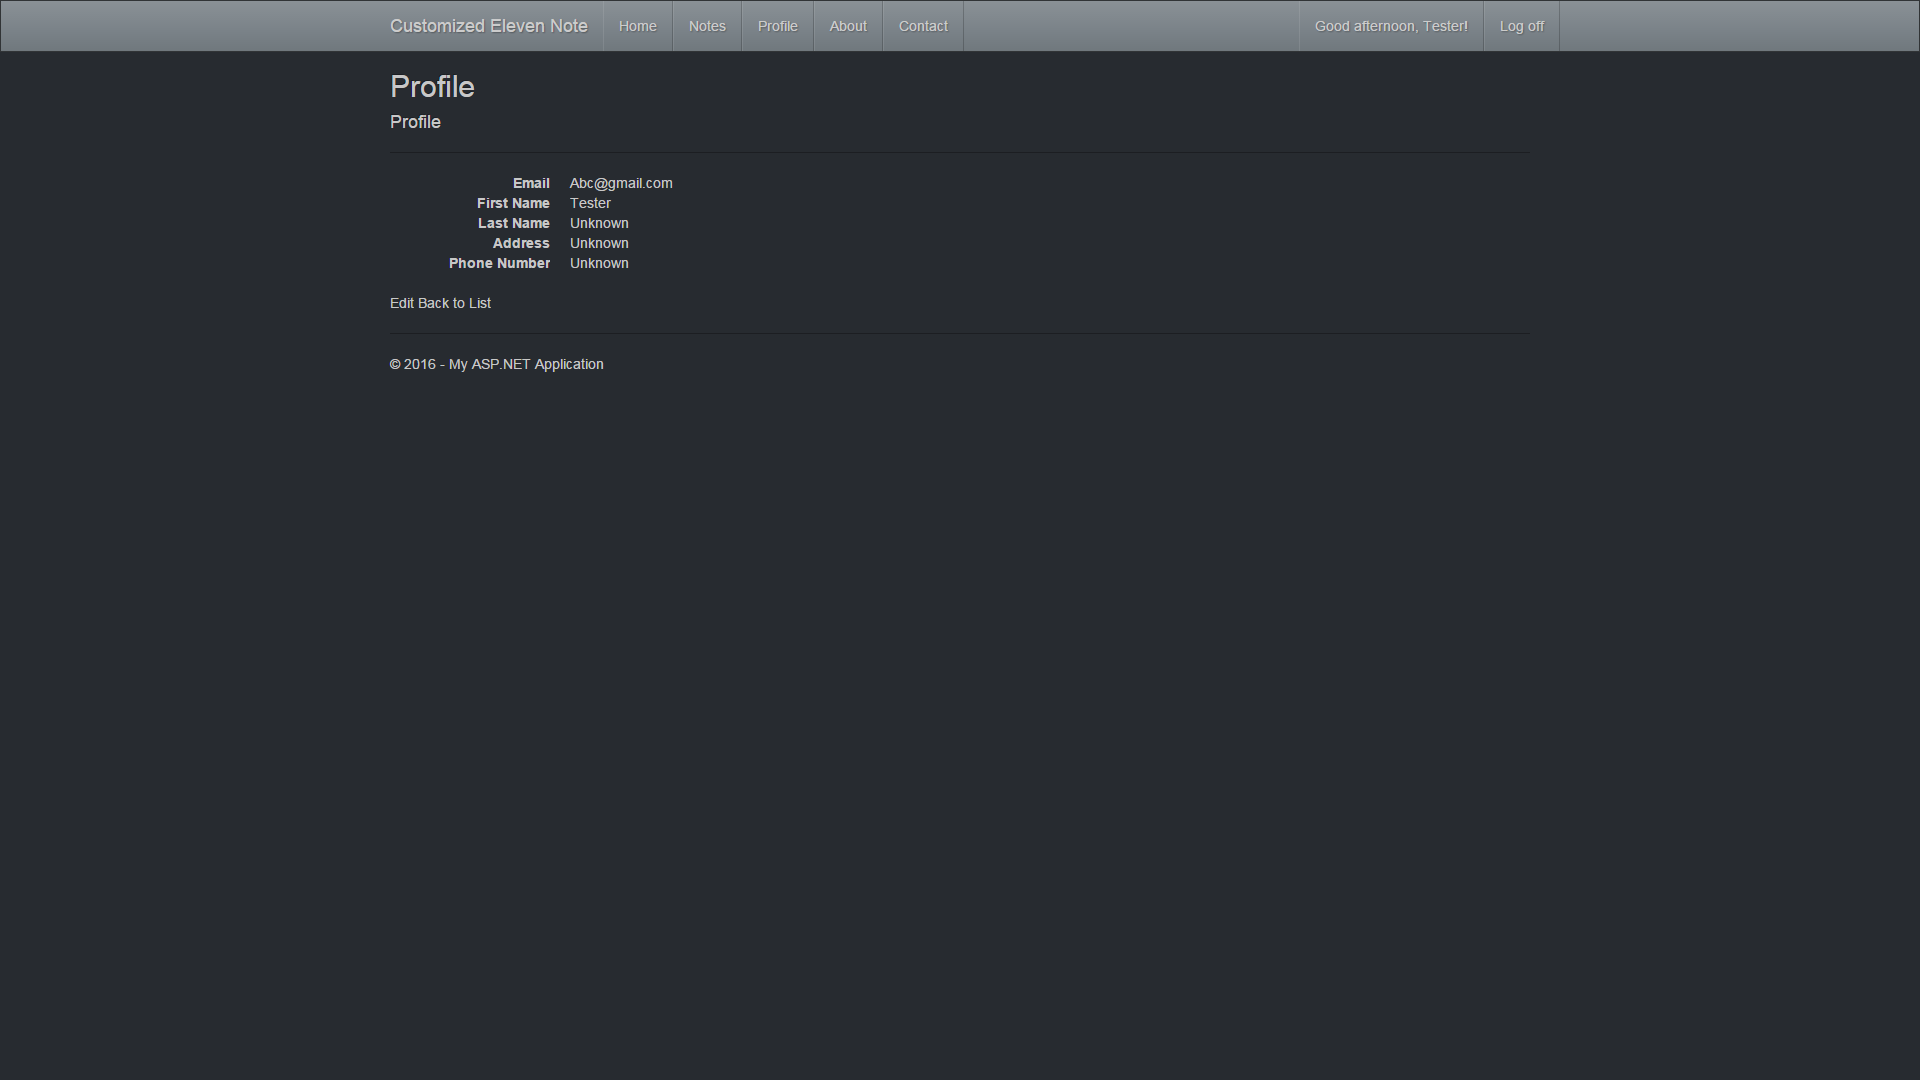 Customized Eleven Note Home Notes Profile About Contact Good afternoon, Tester! Log off
Profile
Profile
Email Abc@gmail.com
First Name Tester
Last Name Unknown
Address Unknown
Phone Number Unknown
Edit Back to List
© 2016 - My ASP.NET Application